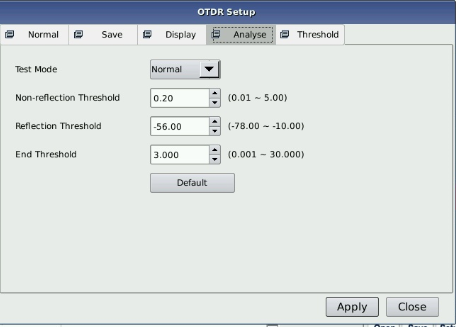 OTDR Setup
Normal Save Display Analyse Threshold
Test Mode Normal
Non-reflection Threshold 0.20 (0.01 ~ 5.00)
Reflection Threshold -56.00 (-78.00 ~ -10.00)
End Threshold 3.000 (0.001 ~ 30.000)
Default
Apply Close